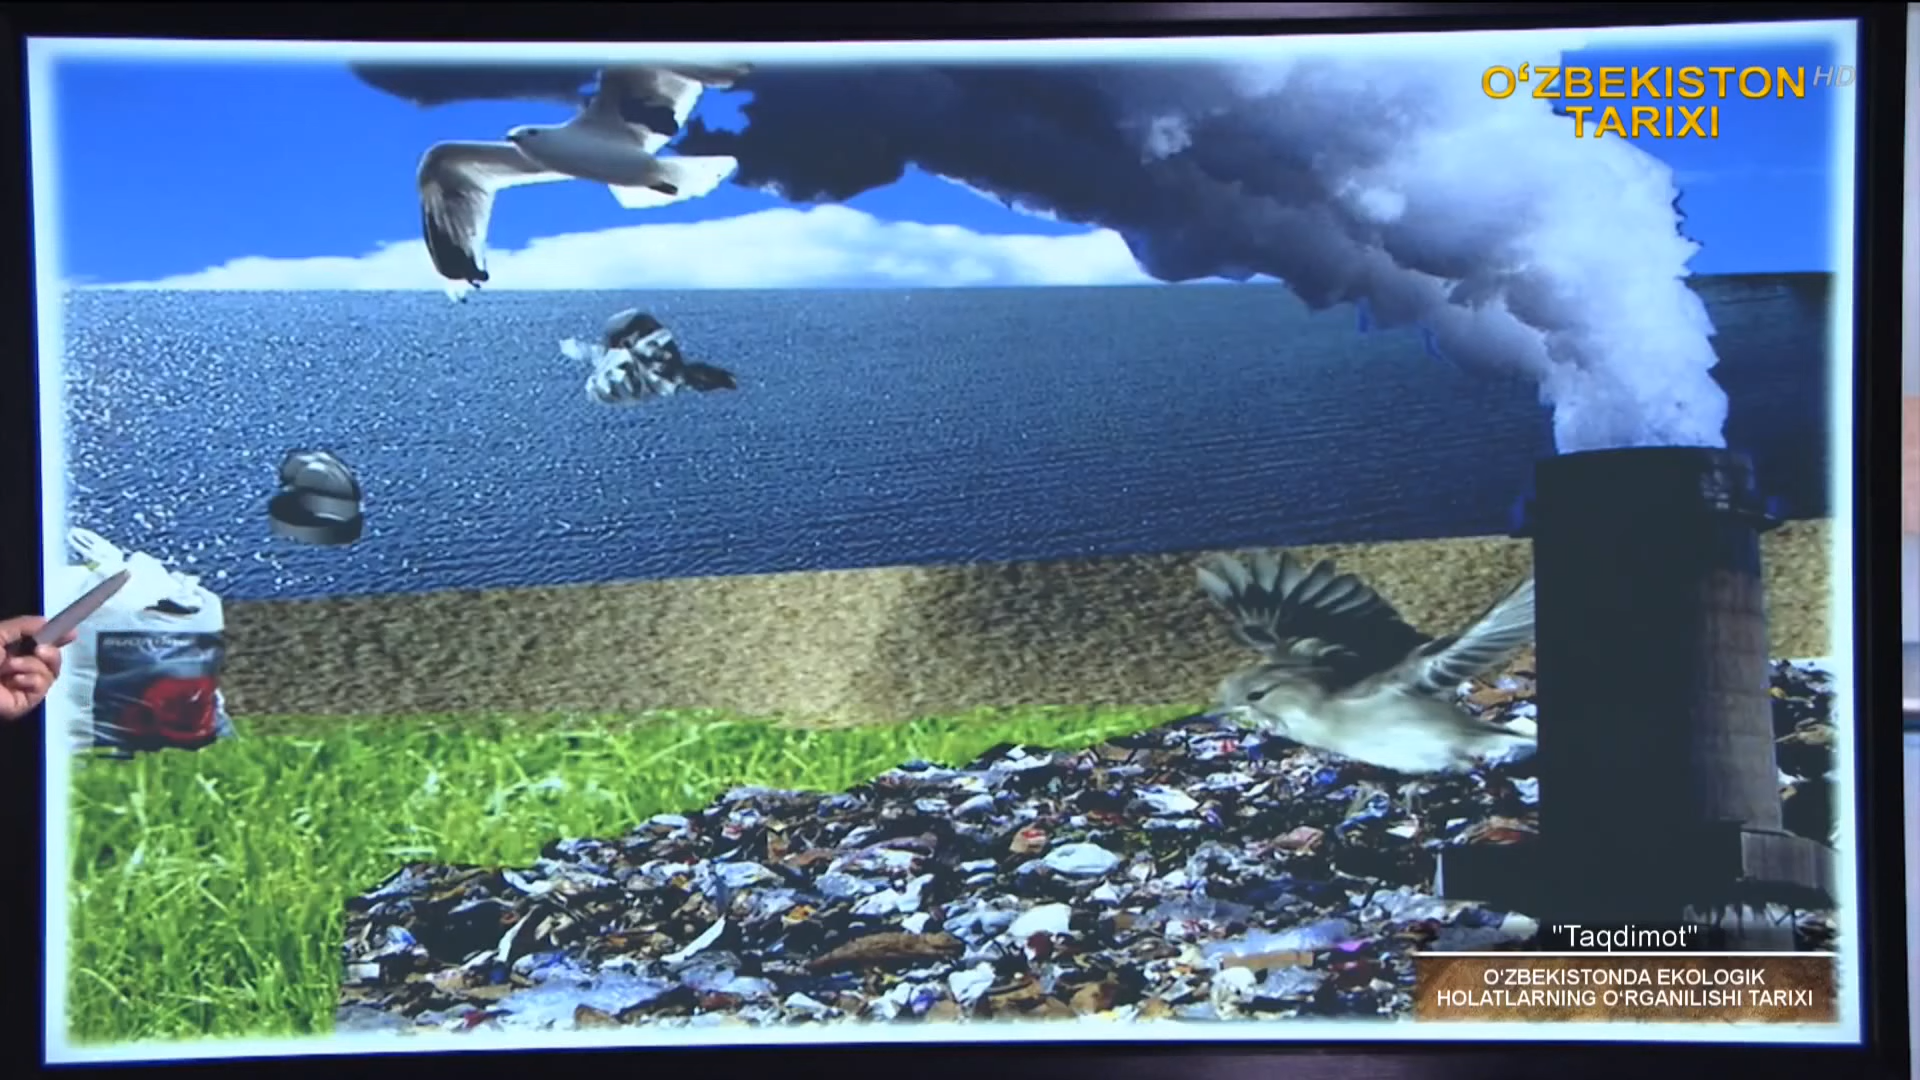 O‘ZBEKISTON HD
TARIXI
"Taqdimot"
O‘ZBEKISTONDA EKOLOGIK
HOLATLARNING O‘RGANILISHI TARIXI